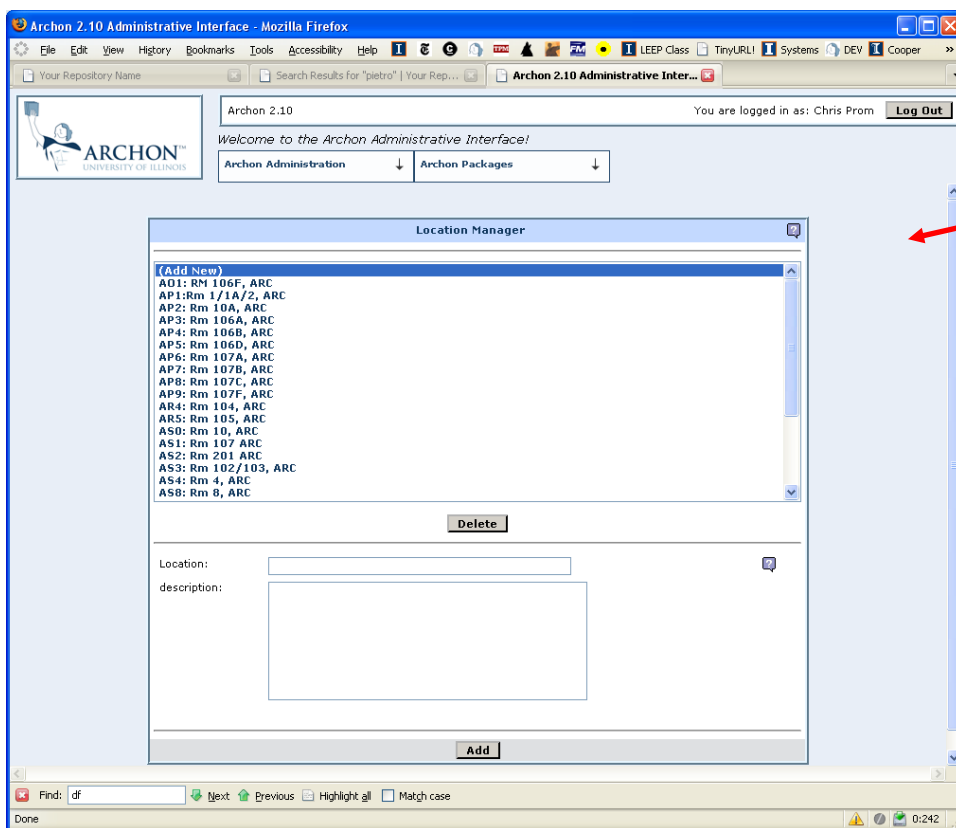 Archon 2.10 Administrative Interface - Mozilla Firefox
File Edit View History Bookmarks Tools Accessibility Help LEEP Class TinyURL! Systems DEV Cooper »
Your Repository Name Search Results for "pietro" | Your Rep... Archon 2.10 Administrative Inter...
ARCHON™
UNIVERSITY OF ILLINOIS
Archon 2.10 You are logged in as: Chris Prom Log Out
Welcome to the Archon Administrative Interface!
Archon Administration ↓ Archon Packages ↓
Location Manager
(Add New)
AO1: RM 106F, ARC
AP1:Rm 1/1A/2, ARC
AP2: Rm 10A, ARC
AP3: Rm 106A, ARC
AP4: Rm 106B, ARC
AP5: Rm 106D, ARC
AP6: Rm 107A, ARC
AP7: Rm 107B, ARC
AP8: Rm 107C, ARC
AP9: Rm 107F, ARC
AR4: Rm 104, ARC
AR5: Rm 105, ARC
AS0: Rm 10, ARC
AS1: Rm 107 ARC
AS2: Rm 201 ARC
AS3: Rm 102/103, ARC
AS4: Rm 4, ARC
AS8: Rm 8, ARC
Delete
Location:
description:
Add
Find: df Next Previous Highlight all Match case
Done 0:242